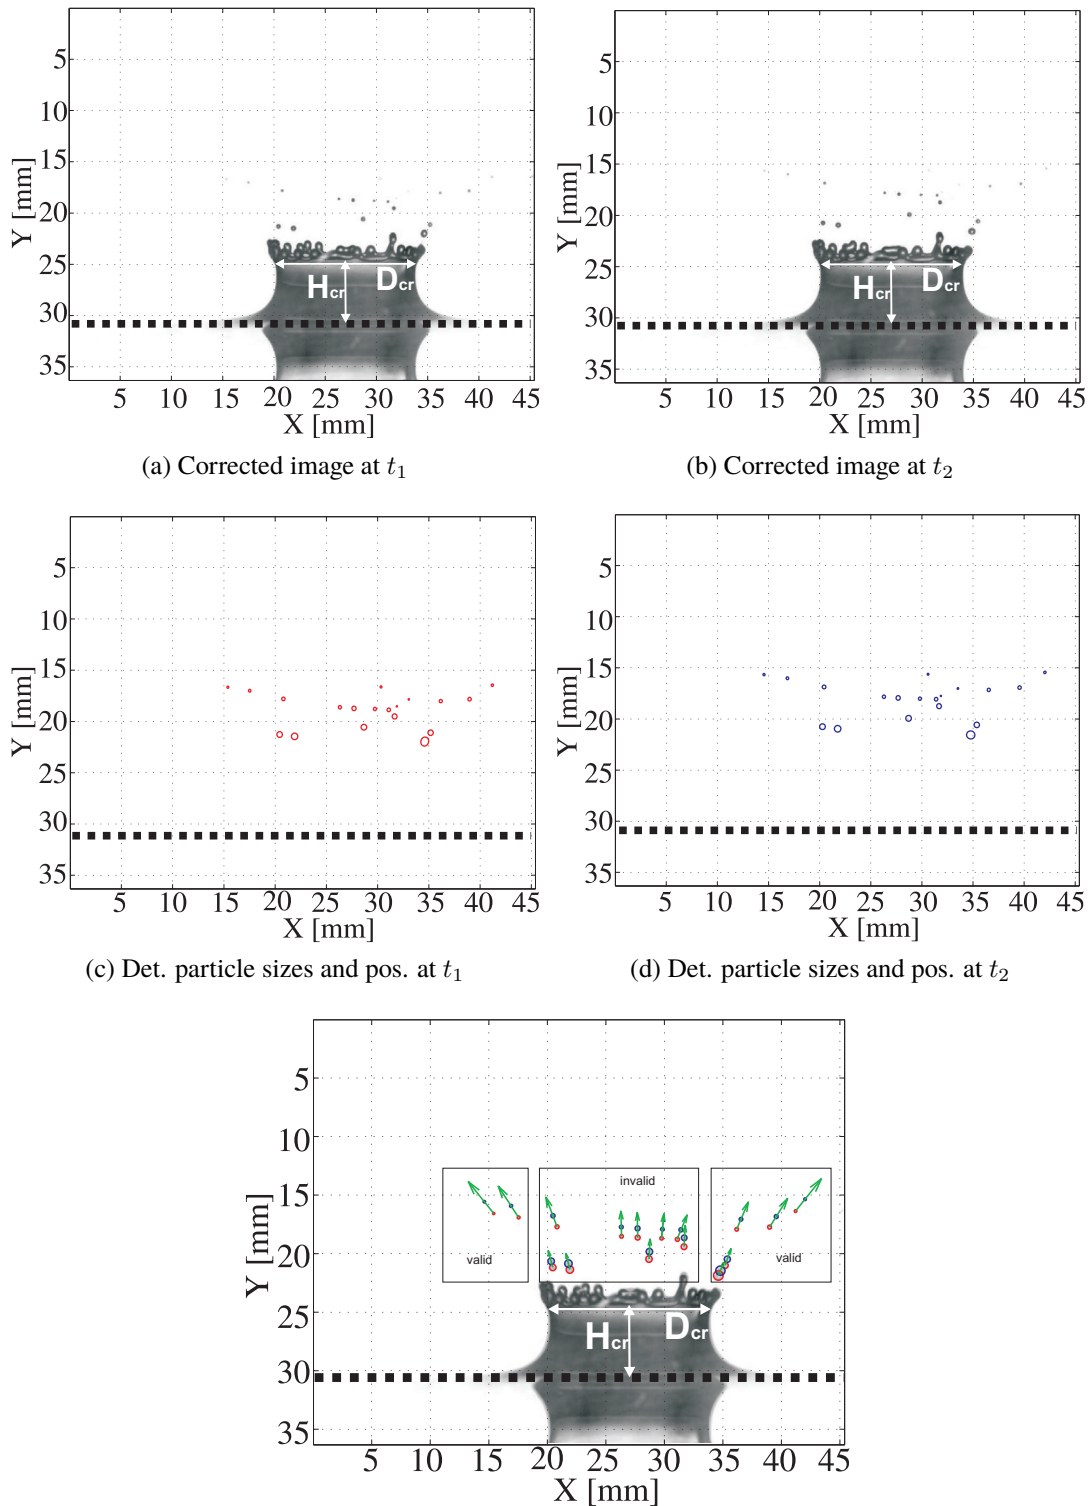 5
10
15
20
25
30
35
Y [mm]
Hcr
Dcr
5 10 15 20 25 30 35 40 45
X [mm]
(a) Corrected image at t1
5
10
15
20
25
30
35
Y [mm]
Hcr
Dcr
5 10 15 20 25 30 35 40 45
X [mm]
(b) Corrected image at t2
5
10
15
20
25
30
35
Y [mm]
5 10 15 20 25 30 35 40 45
X [mm]
(c) Det. particle sizes and pos. at t1
5
10
15
20
25
30
35
Y [mm]
5 10 15 20 25 30 35 40 45
X [mm]
(d) Det. particle sizes and pos. at t2
5
10
15
20
25
30
35
Y [mm]
valid
invalid
valid
Hcr
Dcr
5 10 15 20 25 30 35 40 45
X [mm]